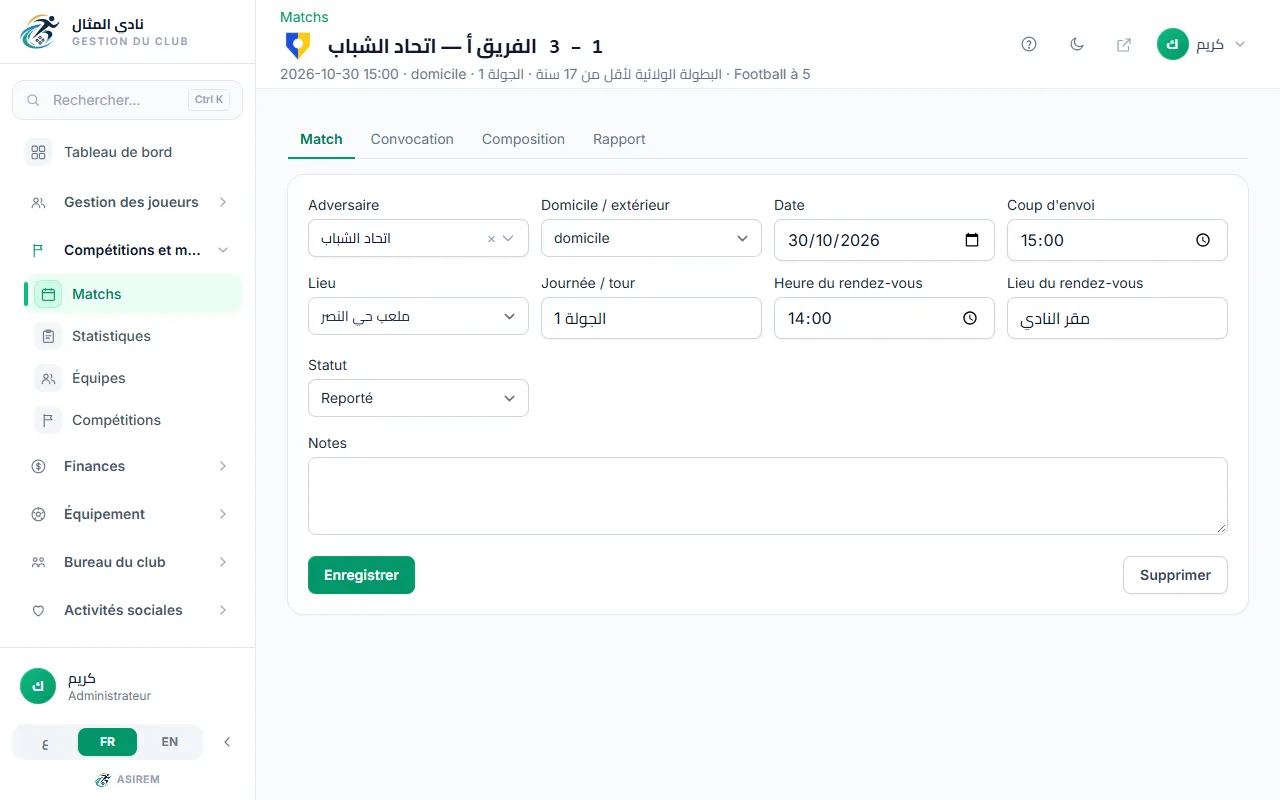 نادي المثال
GESTION DU CLUB
Rechercher...
Ctrl K
Tableau de bord
Gestion des joueurs
Compétitions et m...
Matchs
Statistiques
Équipes
Compétitions
Finances
Équipement
Bureau du club
Activités sociales
كريم
Administrateur
ع
FR
EN
ASIREM
Matchs
الفريق أ — اتحاد الشباب 3 – 1
2026-10-30 15:00 · domicile · الجولة 1 · البطولة الولائية لأقل من 17 سنة · Football à 5
ك
كريم
Match
Convocation
Composition
Rapport
Adversaire
اتحاد الشباب
×
Domicile / extérieur
domicile
Date
30/10/2026
Coup d'envoi
15:00
Lieu
ملعب حي النصر
Journée / tour
الجولة 1
Heure du rendez-vous
14:00
Lieu du rendez-vous
مقر النادي
Statut
Reporté
Notes
Enregistrer
Supprimer
ك